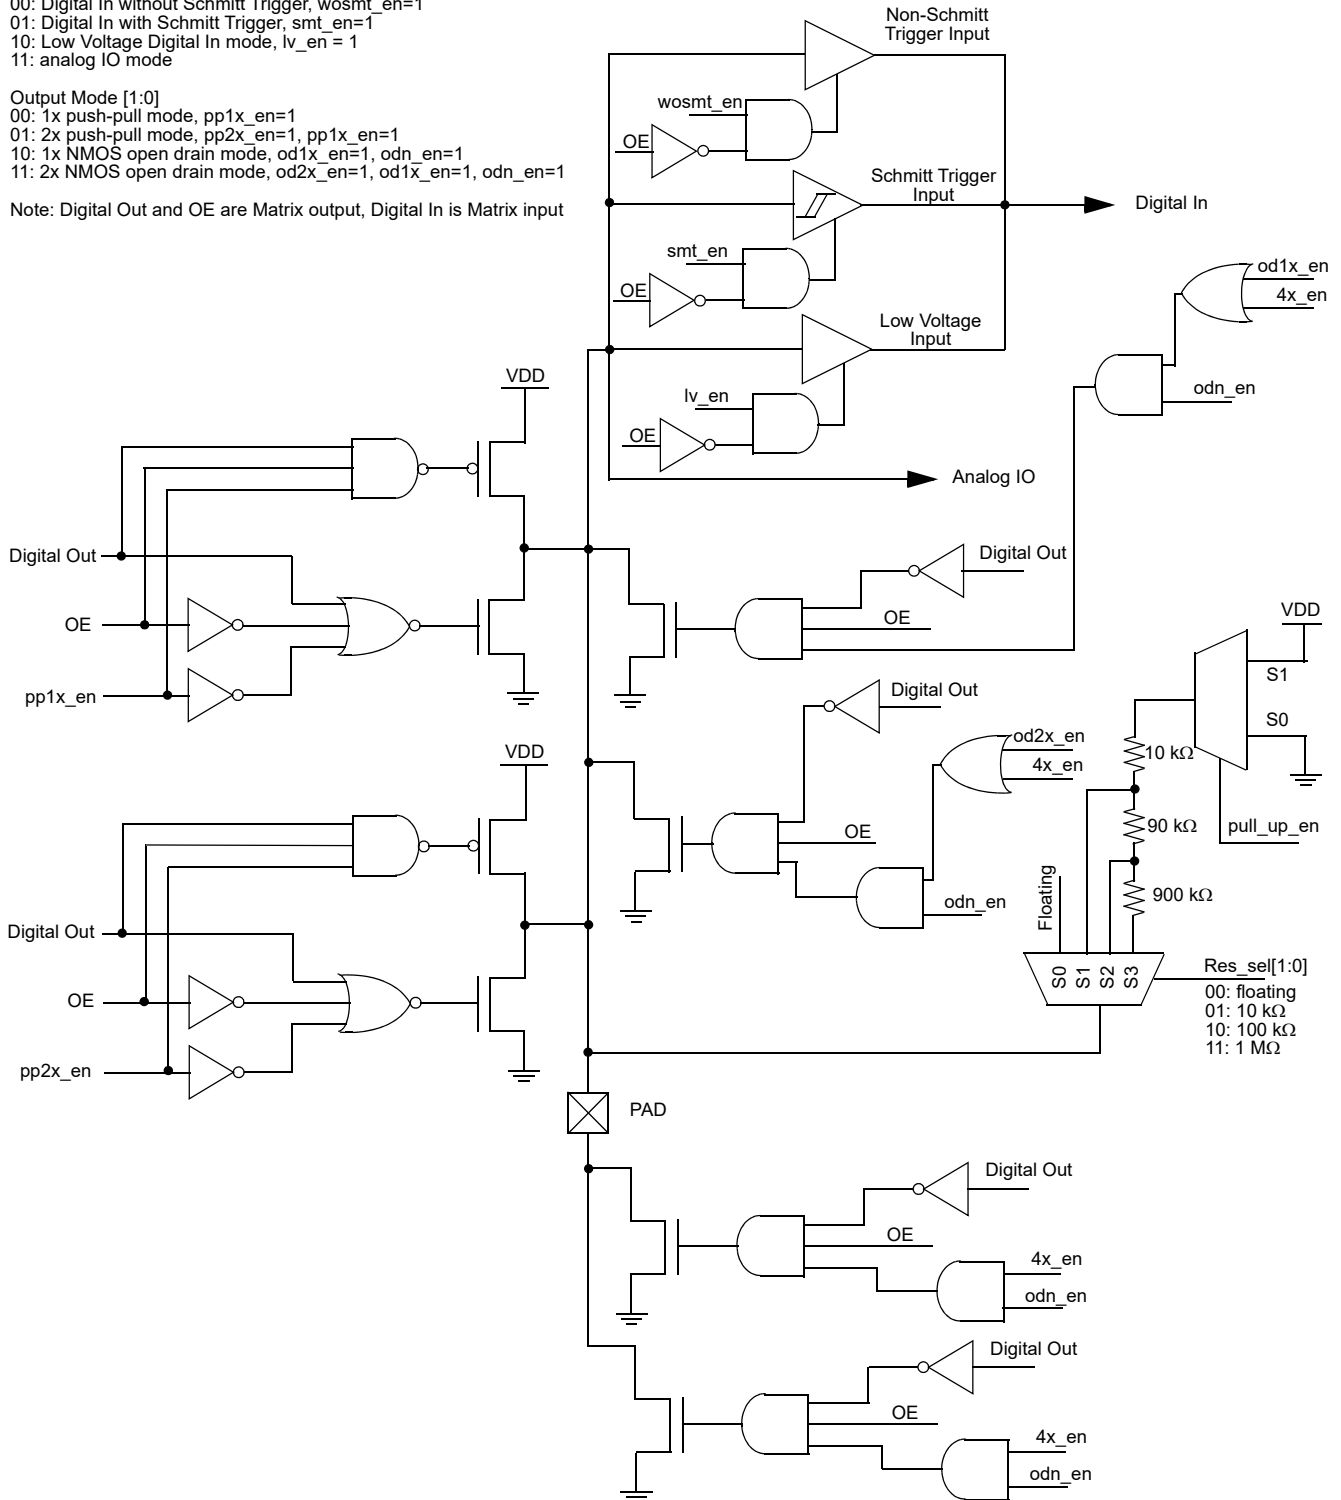 00: Digital In without Schmitt Trigger, wosmt_en=1
01: Digital In with Schmitt Trigger, smt_en=1
10: Low Voltage Digital In mode, lv_en = 1
11: analog IO mode
Output Mode [1:0]
00: 1x push-pull mode, pp1x_en=1
01: 2x push-pull mode, pp2x_en=1, pp1x_en=1
10: 1x NMOS open drain mode, od1x_en=1, odn_en=1
11: 2x NMOS open drain mode, od2x_en=1, od1x_en=1, odn_en=1
Note: Digital Out and OE are Matrix output, Digital In is Matrix input
Non-Schmitt
Trigger Input
wosmt_en
OE
Schmitt Trigger
Input
Digital In
smt_en
OE
od1x_en
4x_en
Low Voltage
Input
odn_en
lv_en
OE
Analog IO
VDD
Digital Out
OE
pp1x_en
Digital Out
OE
VDD
S1
S0
pull_up_en
10 kΩ
90 kΩ
900 kΩ
Digital Out
od2x_en
4x_en
OE
odn_en
VDD
Digital Out
OE
pp2x_en
Floating
S0
S1
S2
S3
Res_sel[1:0]
00: floating
01: 10 kΩ
10: 100 kΩ
11: 1 MΩ
PAD
Digital Out
OE
4x_en
odn_en
Digital Out
OE
4x_en
odn_en